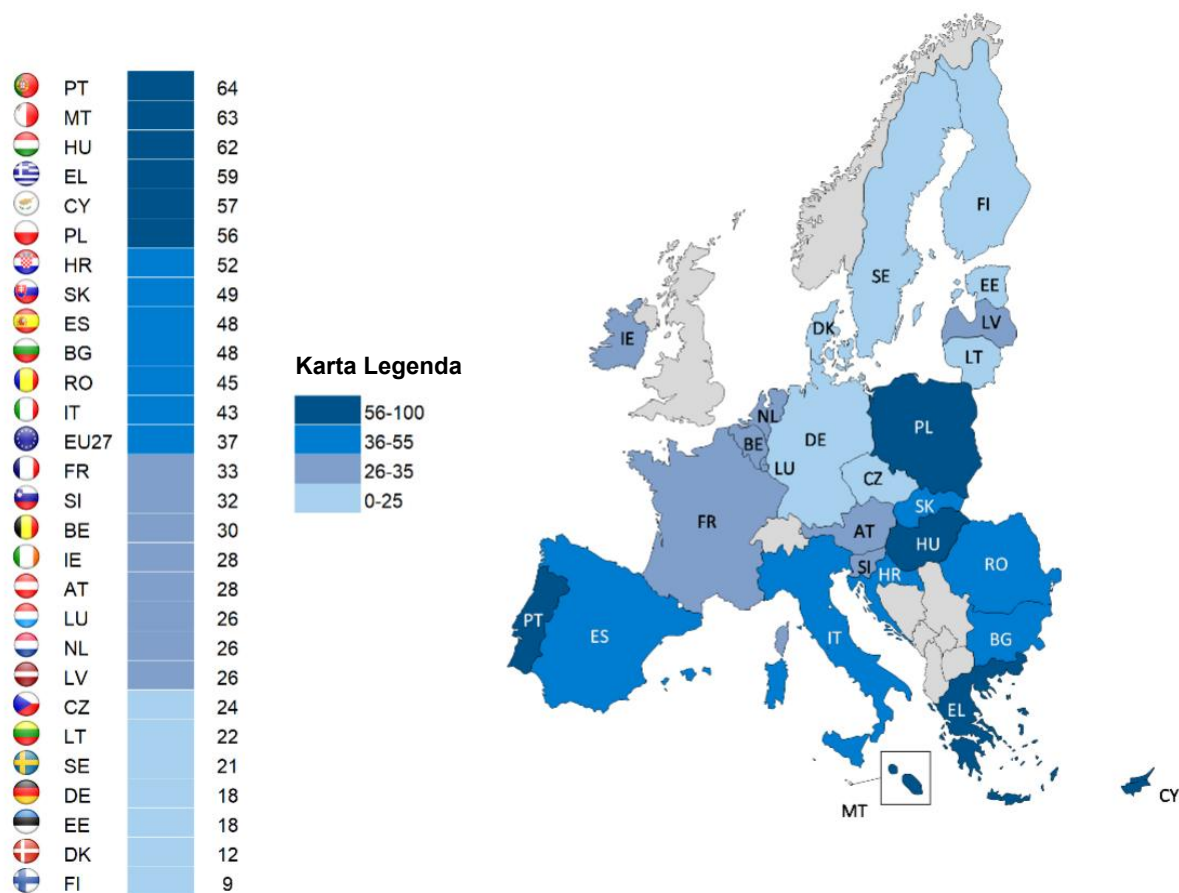 PT 64
MT 63
HU 62
EL 59
CY 57
PL 56
HR 52
SK 49
ES 48
BG 48
RO 45
IT 43
EU27 37
FR 33
SI 32
BE 30
IE 28
AT 28
LU 26
NL 26
LV 26
CZ 24
LT 22
SE 21
DE 18
EE 18
DK 12
FI 9
Karta Legenda
56-100
36-55
26-35
0-25
FI
SE
EE
LV
LT
DK
IE
NL
BE
LU
DE
PL
CZ
SK
FR
AT
HU
SI
HR
RO
PT
ES
IT
BG
EL
MT
CY